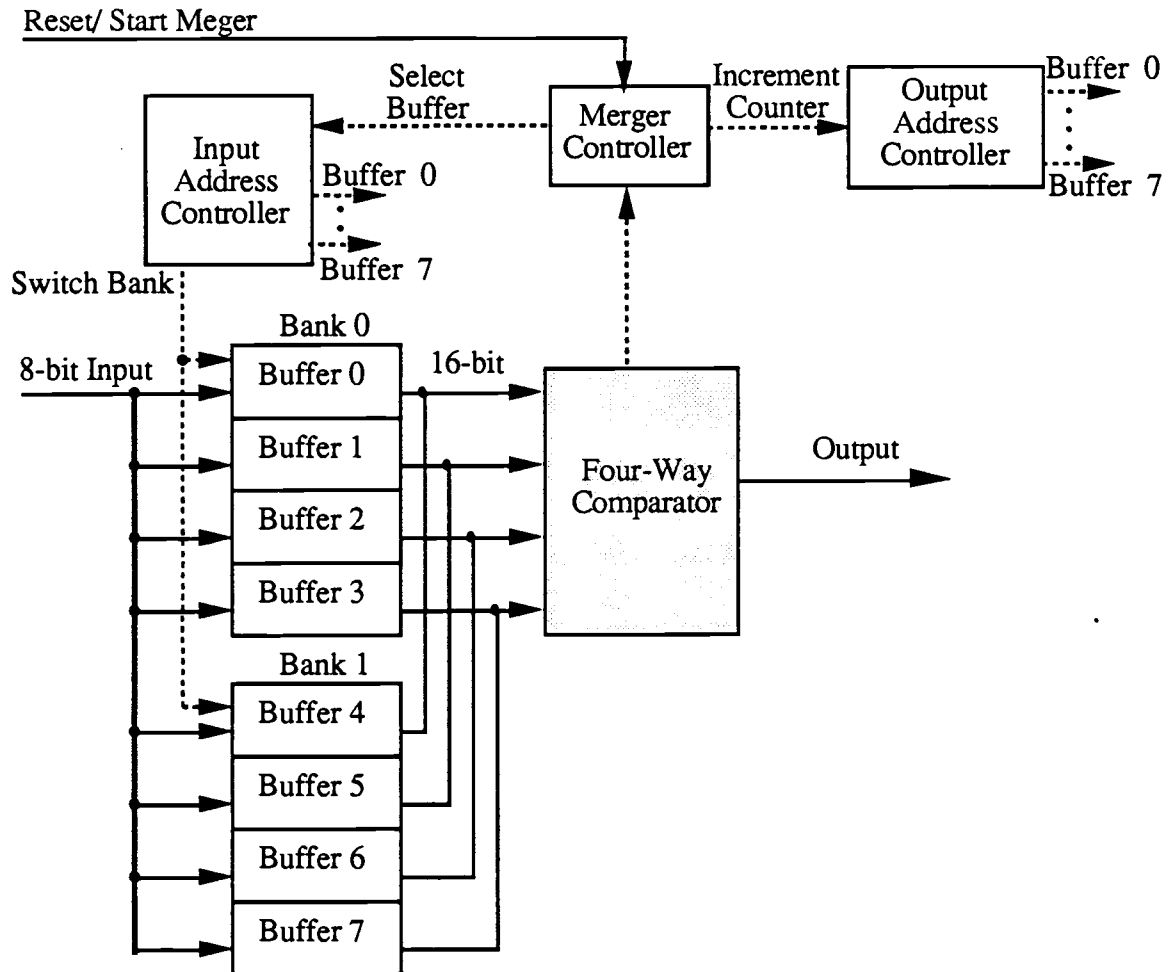 Reset/ Start Meger
Select
Buffer
Increment
Counter
Merger
Controller
Output
Address
Controller
Buffer 0
Buffer 7
Input
Address
Controller
Buffer 0
Buffer 7
Switch Bank
8-bit Input
Bank 0
Buffer 0
Buffer 1
Buffer 2
Buffer 3
16-bit
Four-Way
Comparator
Output
Bank 1
Buffer 4
Buffer 5
Buffer 6
Buffer 7